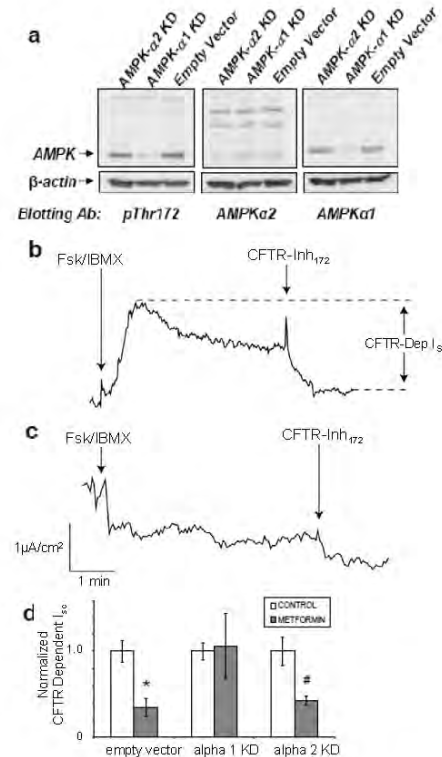 a
AMPK-α2 KD
AMPK-α1 KD
Empty Vector
AMPK-α2 KD
AMPK-α1 KD
Empty Vector
AMPK-α2 KD
AMPK-α1 KD
Empty Vector
AMPK
β-actin
Blotting Ab: pThr172 AMPKα2 AMPKα1
b
Fsk/IBMX
CFTR-Inh172
CFTR-Dep Is
c
Fsk/IBMX
CFTR-Inh172
1µA/cm²
1 min
d
Normalized
CFTR Dependent Isc
1.0
CONTROL
METFORMIN
*
#
empty vector alpha 1 KD alpha 2 KD